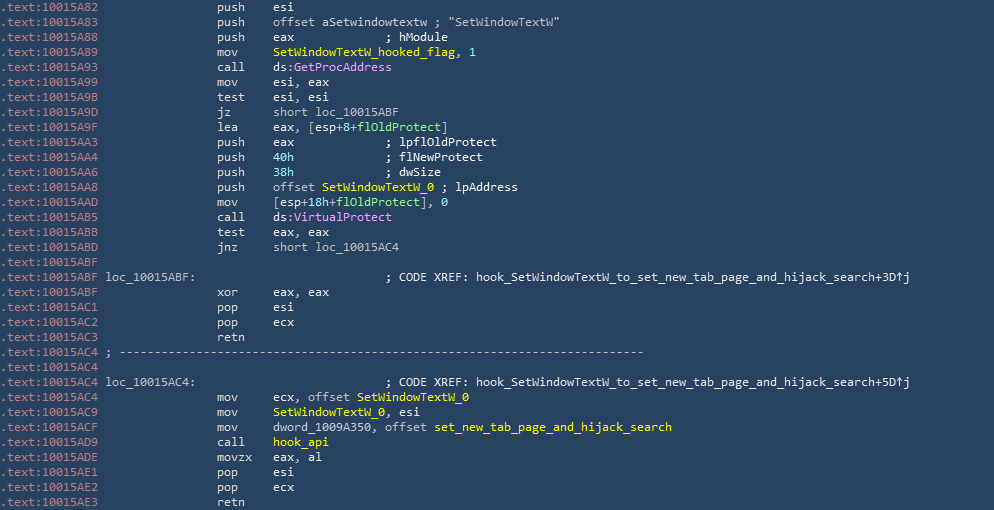 .text:10015A82 push esi
.text:10015A83 push offset aSetwindowtextw ; "SetWindowTextW"
.text:10015A88 push eax ; hModule
.text:10015A89 mov SetWindowTextW_hooked_flag, 1
.text:10015A93 call ds:GetProcAddress
.text:10015A99 mov esi, eax
.text:10015A9B test esi, esi
.text:10015A9D jz short loc_10015ABF
.text:10015A9F lea eax, [esp+8+flOldProtect]
.text:10015AA3 push eax ; lpflOldProtect
.text:10015AA4 push 40h ; flNewProtect
.text:10015AA6 push 38h ; dwSize
.text:10015AA8 push offset SetWindowTextW_0 ; lpAddress
.text:10015AAD mov [esp+18h+flOldProtect], 0
.text:10015AB5 call ds:VirtualProtect
.text:10015ABB test eax, eax
.text:10015ABD jnz short loc_10015AC4
.text:10015ABF
.text:10015ABF loc_10015ABF: ; CODE XREF: hook_SetWindowTextW_to_set_new_tab_page_and_hijack_search+3D↑j
.text:10015ABF xor eax, eax
.text:10015AC1 pop esi
.text:10015AC2 pop ecx
.text:10015AC3 retn
.text:10015AC4 ; ---------------------------------------------------------------------------
.text:10015AC4
.text:10015AC4 loc_10015AC4: ; CODE XREF: hook_SetWindowTextW_to_set_new_tab_page_and_hijack_search+5D↑j
.text:10015AC4 mov ecx, offset SetWindowTextW_0
.text:10015AC9 mov SetWindowTextW_0, esi
.text:10015ACF mov dword_1009A350, offset set_new_tab_page_and_hijack_search
.text:10015AD9 call hook_api
.text:10015ADE movzx eax, al
.text:10015AE1 pop esi
.text:10015AE2 pop ecx
.text:10015AE3 retn